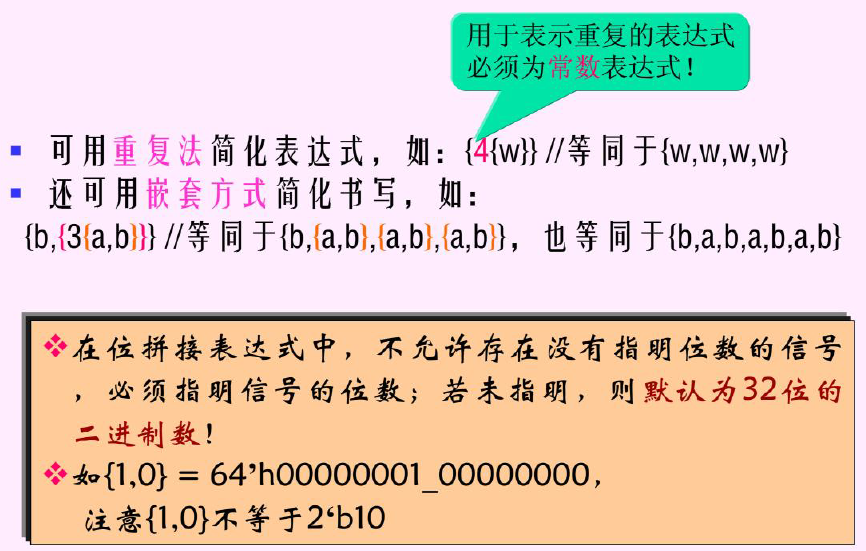 用于表示重复的表达式
必须为常数表达式！
▪ 可用重复法简化表达式，如：{4{w}} //等同于{w,w,w,w}
▪ 还可用嵌套方式简化书写，如：
{b,{3{a,b}}} //等同于{b,{a,b},{a,b},{a,b}}，也等同于{b,a,b,a,b,a,b}
❖在位拼接表达式中，不允许存在没有指明位数的信号
，必须指明信号的位数；若未指明，则默认为32位的
二进制数！
❖如{1,0} = 64’h00000001_00000000，
注意{1,0}不等于2‘b10